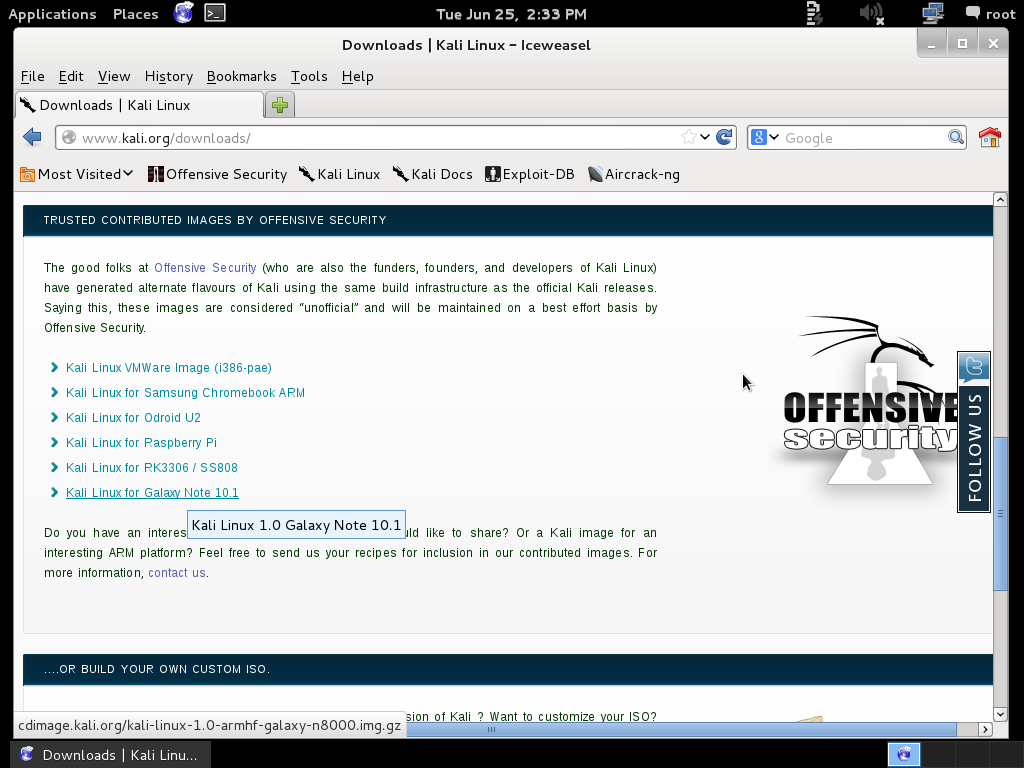 Applications Places Tue Jun 25, 2:33 PM root
Downloads | Kali Linux – Iceweasel
File Edit View History Bookmarks Tools Help
Downloads | Kali Linux
www.kali.org/downloads/ 8 Google
Most Visited Offensive Security Kali Linux Kali Docs Exploit-DB Aircrack-ng
TRUSTED CONTRIBUTED IMAGES BY OFFENSIVE SECURITY
The good folks at Offensive Security (who are also the funders, founders, and developers of Kali Linux)
have generated alternate flavours of Kali using the same build infrastructure as the official Kali releases.
Saying this, these images are considered “unofficial” and will be maintained on a best effort basis by
Offensive Security.
Kali Linux VMWare Image (i386-pae)
Kali Linux for Samsung Chromebook ARM
Kali Linux for Odroid U2
Kali Linux for Raspberry Pi
Kali Linux for RK3306 / SS808
Kali Linux for Galaxy Note 10.1
Kali Linux 1.0 Galaxy Note 10.1
OFFENSIVE
security
FOLLOW US
Do you have an interes uld like to share? Or a Kali image for an
interesting ARM platform? Feel free to send us your recipes for inclusion in our contributed images. For
more information, contact us.
....OR BUILD YOUR OWN CUSTOM ISO.
sion of Kali ? Want to customize your ISO?
cdimage.kali.org/kali-linux-1.0-armhf-galaxy-n8000.img.gz
Downloads | Kali Linu...